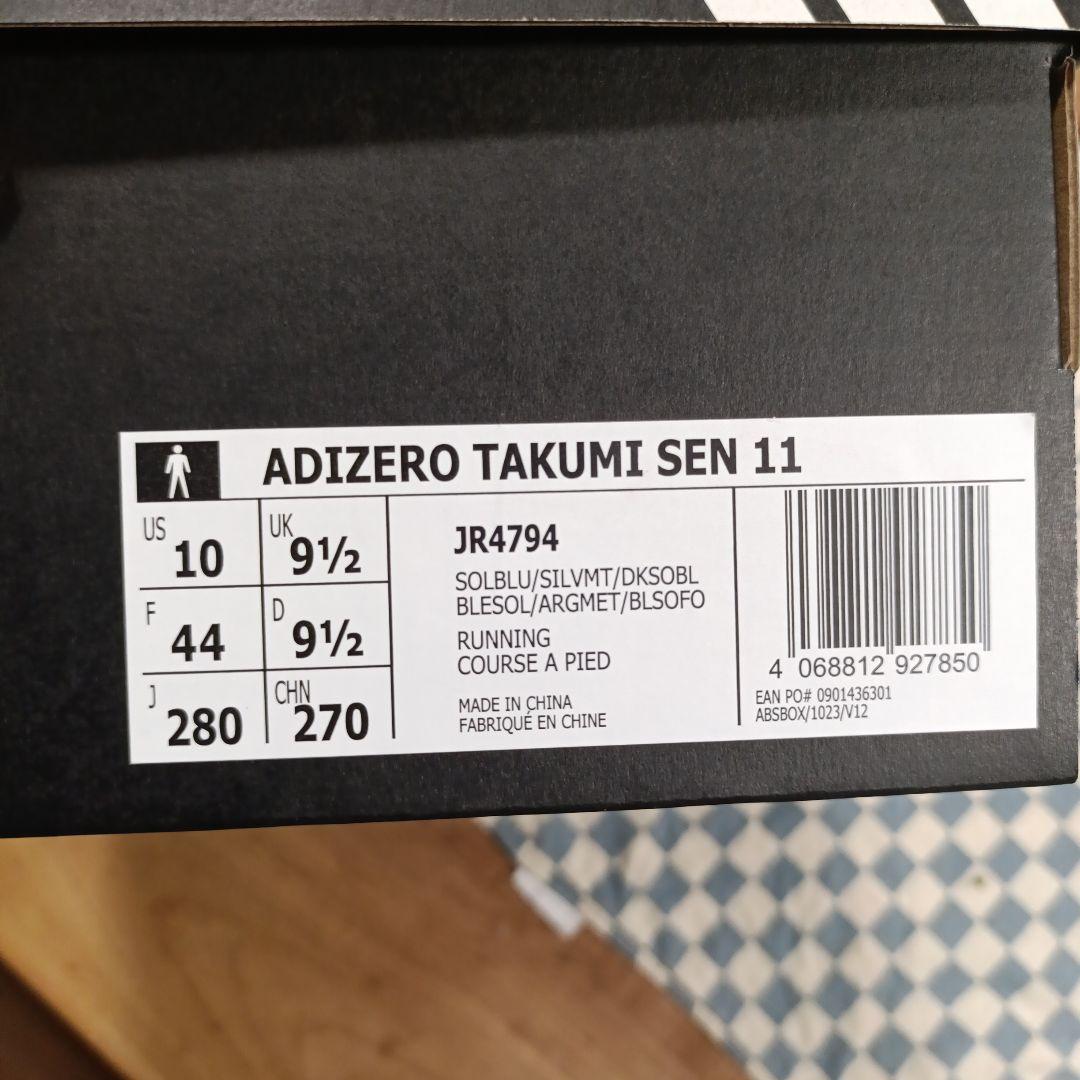 ADIZERO TAKUMI SEN 11
US 10 UK 9½
F 44 D 9½
J 280 CHN 270
JR4794
SOLBLU/SILVMT/DKSOBL
BLESOL/ARGMET/BLSOFO
RUNNING
COURSE A PIED
MADE IN CHINA
FABRIQUÉ EN CHINE
4 068812 927850
EAN PO# 0901436301
ABSBOX/1023/V12